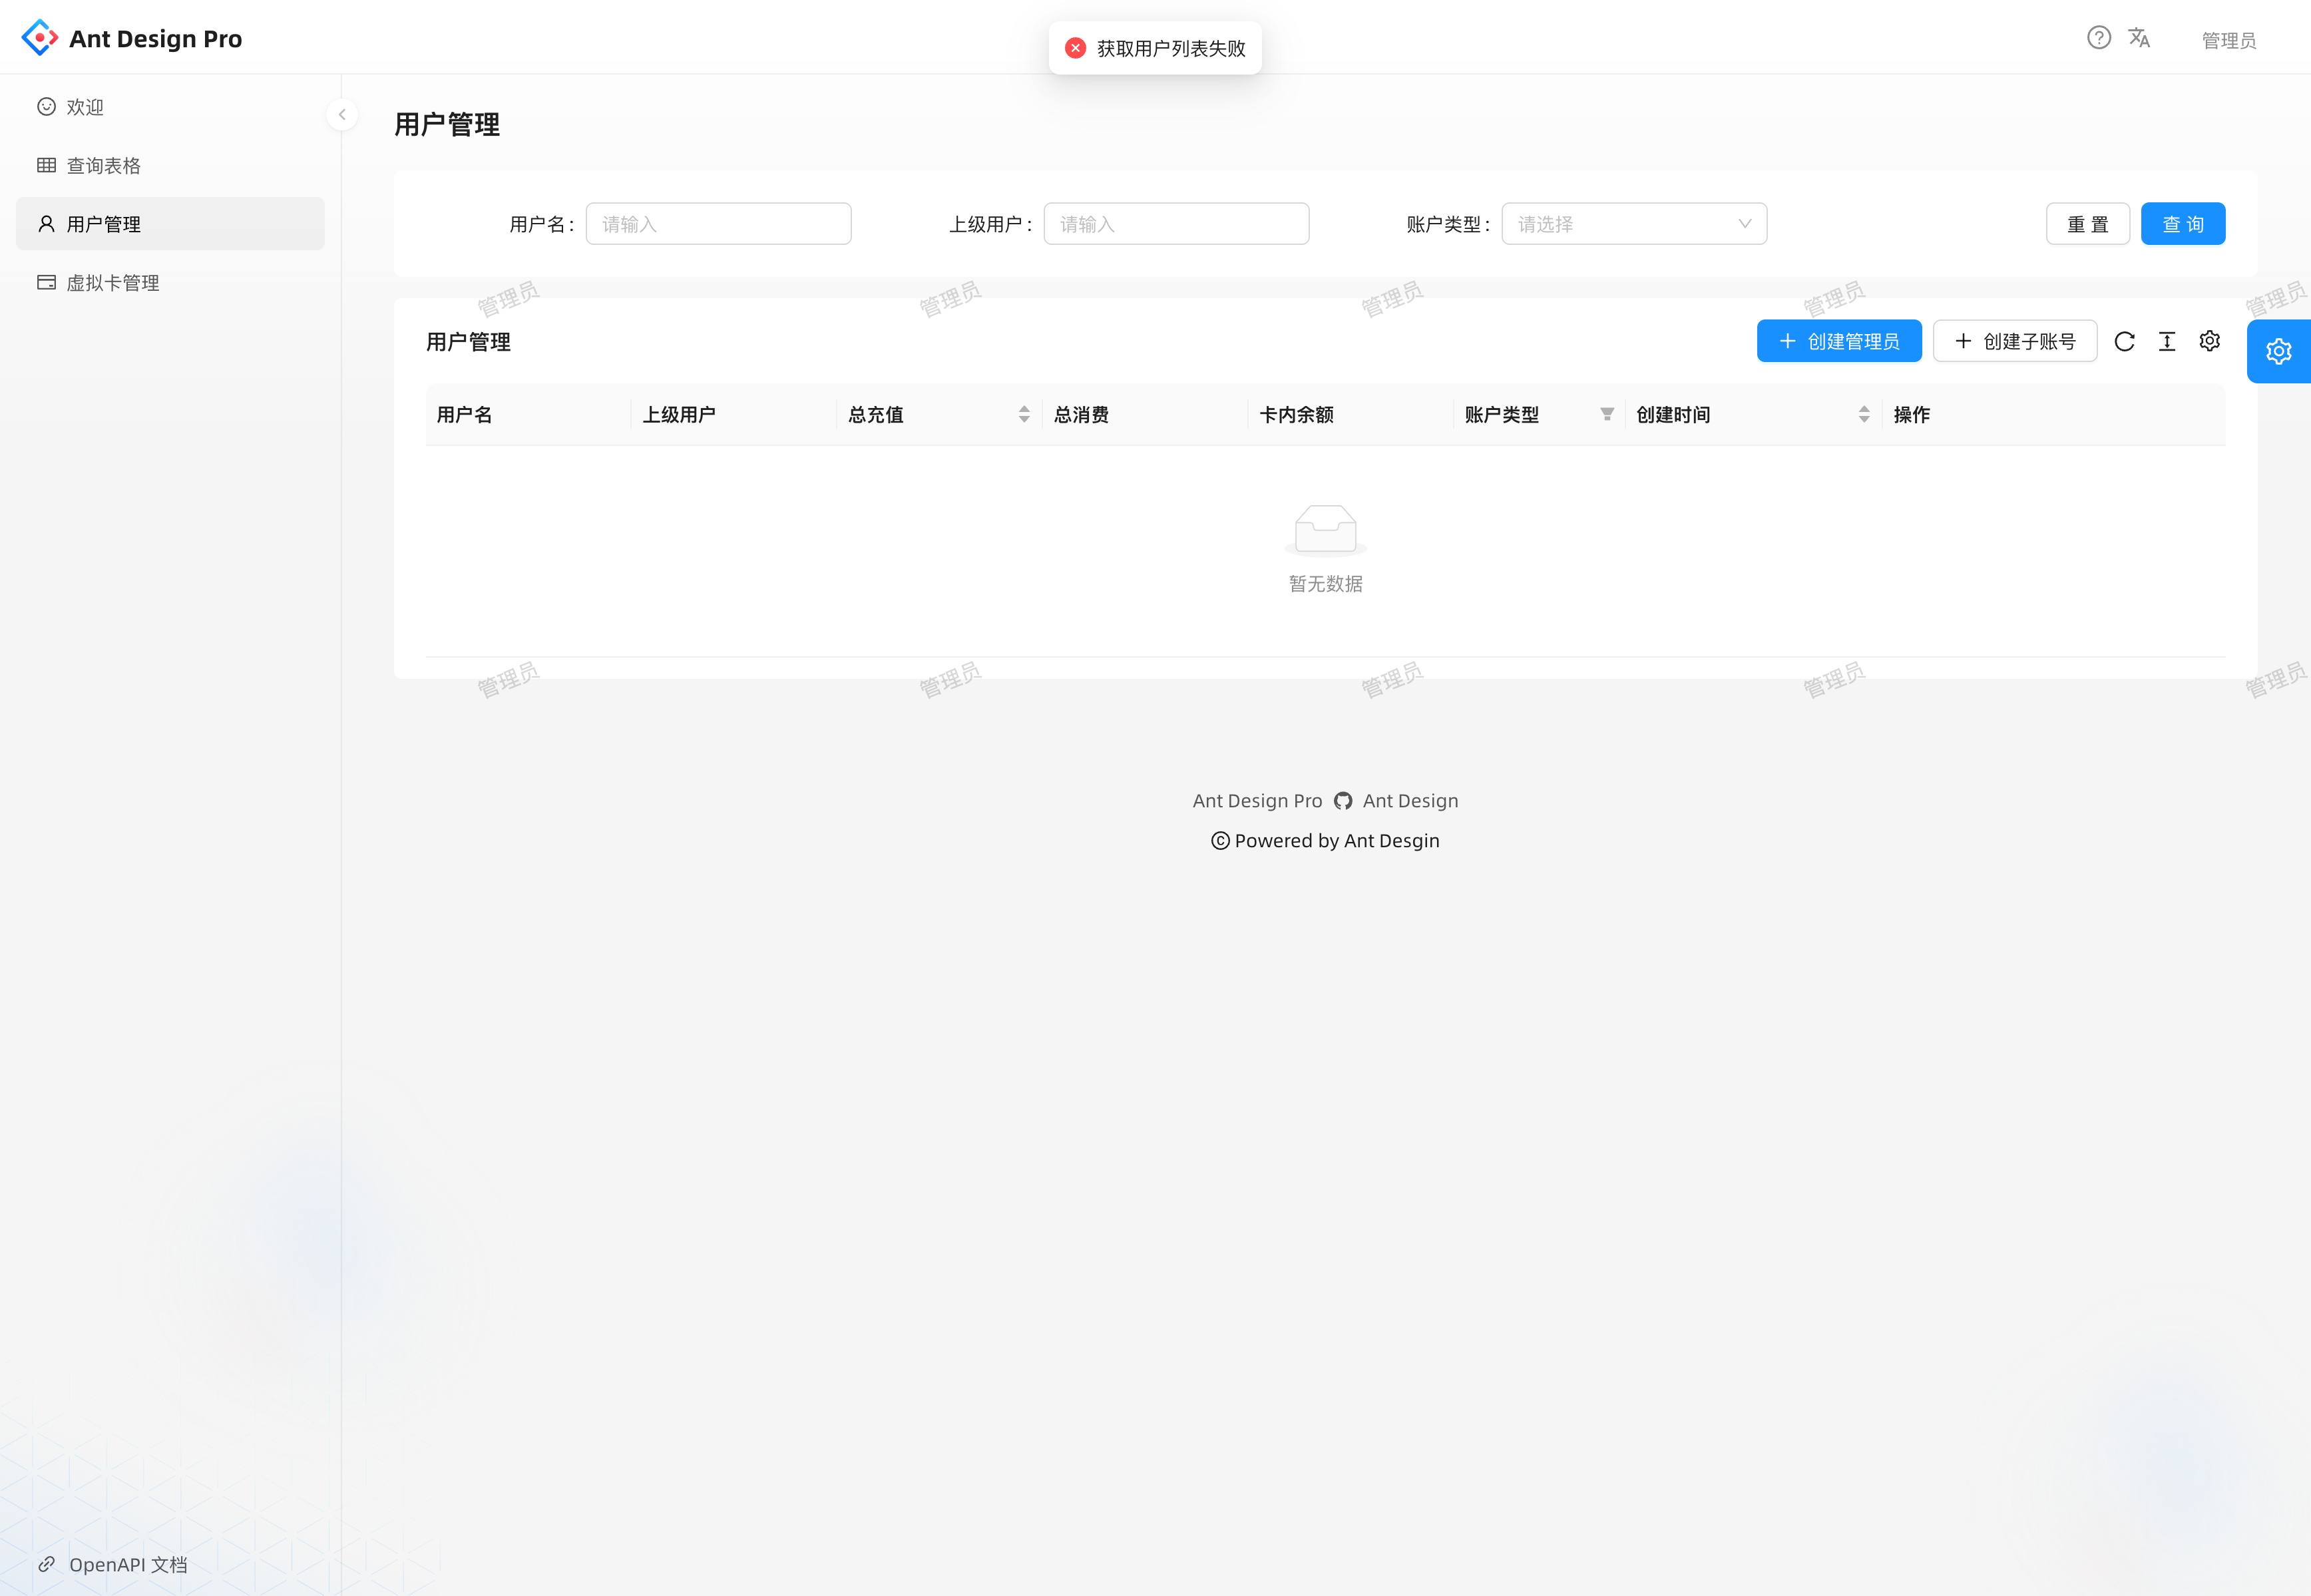 Ant Design Pro
获取用户列表失败
管理员
欢迎
查询表格
用户管理
虚拟卡管理
用户管理
用户名 : 请输入
上级用户 : 请输入
账户类型 : 请选择
重 置
查 询
管理员 管理员 管理员 管理员 管理员
用户管理
创建管理员
创建子账号
用户名 上级用户 总充值 总消费 卡内余额 账户类型 创建时间 操作
暂无数据
管理员 管理员 管理员 管理员 管理员
Ant Design Pro Ant Design
© Powered by Ant Desgin
OpenAPI 文档